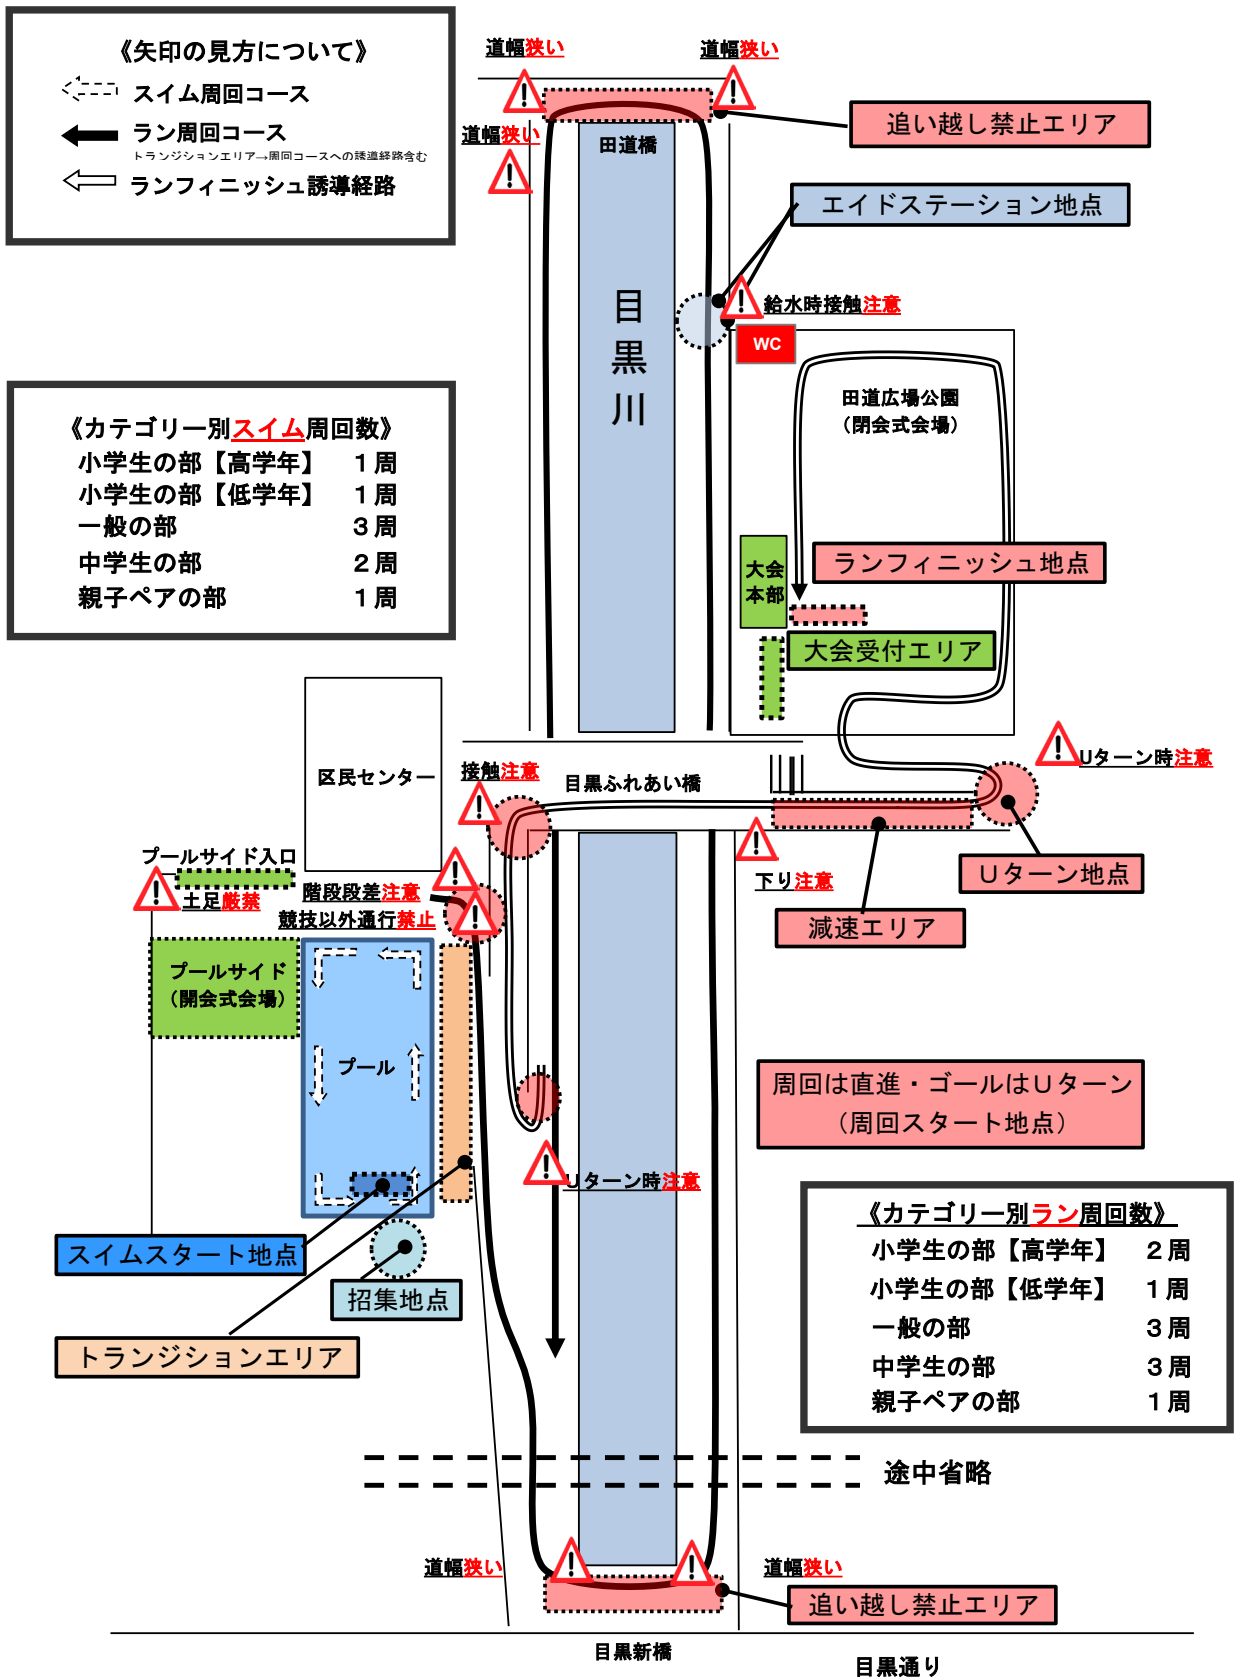 《矢印の見方について》
スイム周回コース
ラン周回コース
トランジションエリア→周回コースへの誘導経路含む
ランフィニッシュ誘導経路
道幅狭い
道幅狭い
追い越し禁止エリア
道幅狭い
田道橋
エイドステーション地点
目黒川
給水時接触注意
WC
田道広場公園
（閉会式会場）
《カテゴリー別スイム周回数》
小学生の部【高学年】 １周
小学生の部【低学年】 １周
一般の部 ３周
中学生の部 ２周
親子ペアの部 １周
ランフィニッシュ地点
大会
本部
大会受付エリア
区民センター
接触注意
目黒ふれあい橋
Uターン時注意
プールサイド入口
土足厳禁
階段段差注意
競技以外通行禁止
下り注意
Uターン地点
減速エリア
プールサイド
（開会式会場）
プール
周回は直進・ゴールはUターン
（周回スタート地点）
Uターン時注意
スイムスタート地点
招集地点
トランジションエリア
《カテゴリー別ラン周回数》
小学生の部【高学年】 ２周
小学生の部【低学年】 １周
一般の部 ３周
中学生の部 ３周
親子ペアの部 １周
途中省略
道幅狭い
道幅狭い
追い越し禁止エリア
目黒新橋
目黒通り